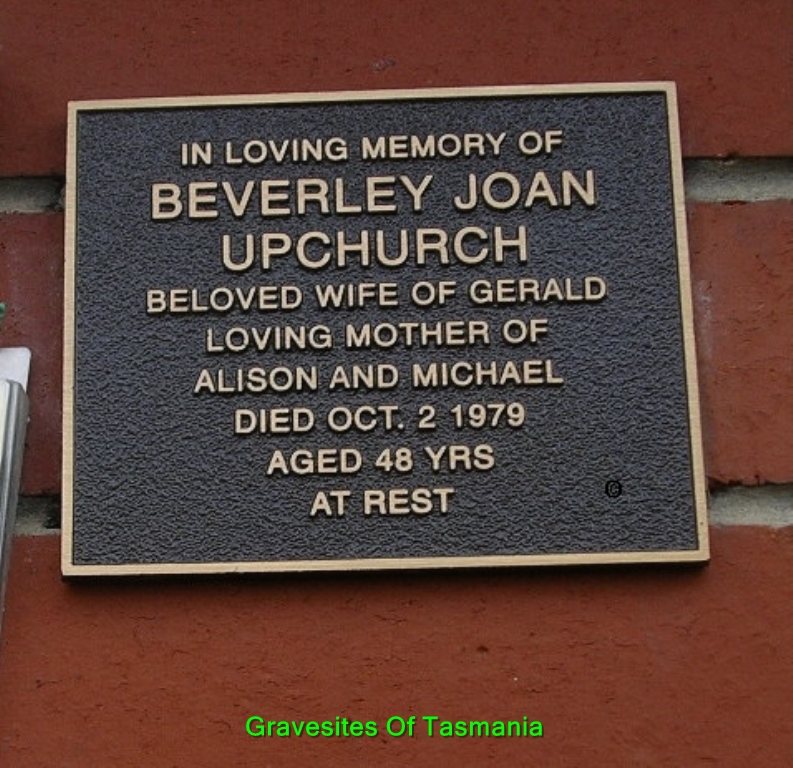 IN LOVING MEMORY OF
BEVERLEY JOAN
UPCHURCH
BELOVED WIFE OF GERALD
LOVING MOTHER OF
ALISON AND MICHAEL
DIED OCT. 2 1979
AGED 48 YRS
AT REST
©
Gravesites Of Tasmania